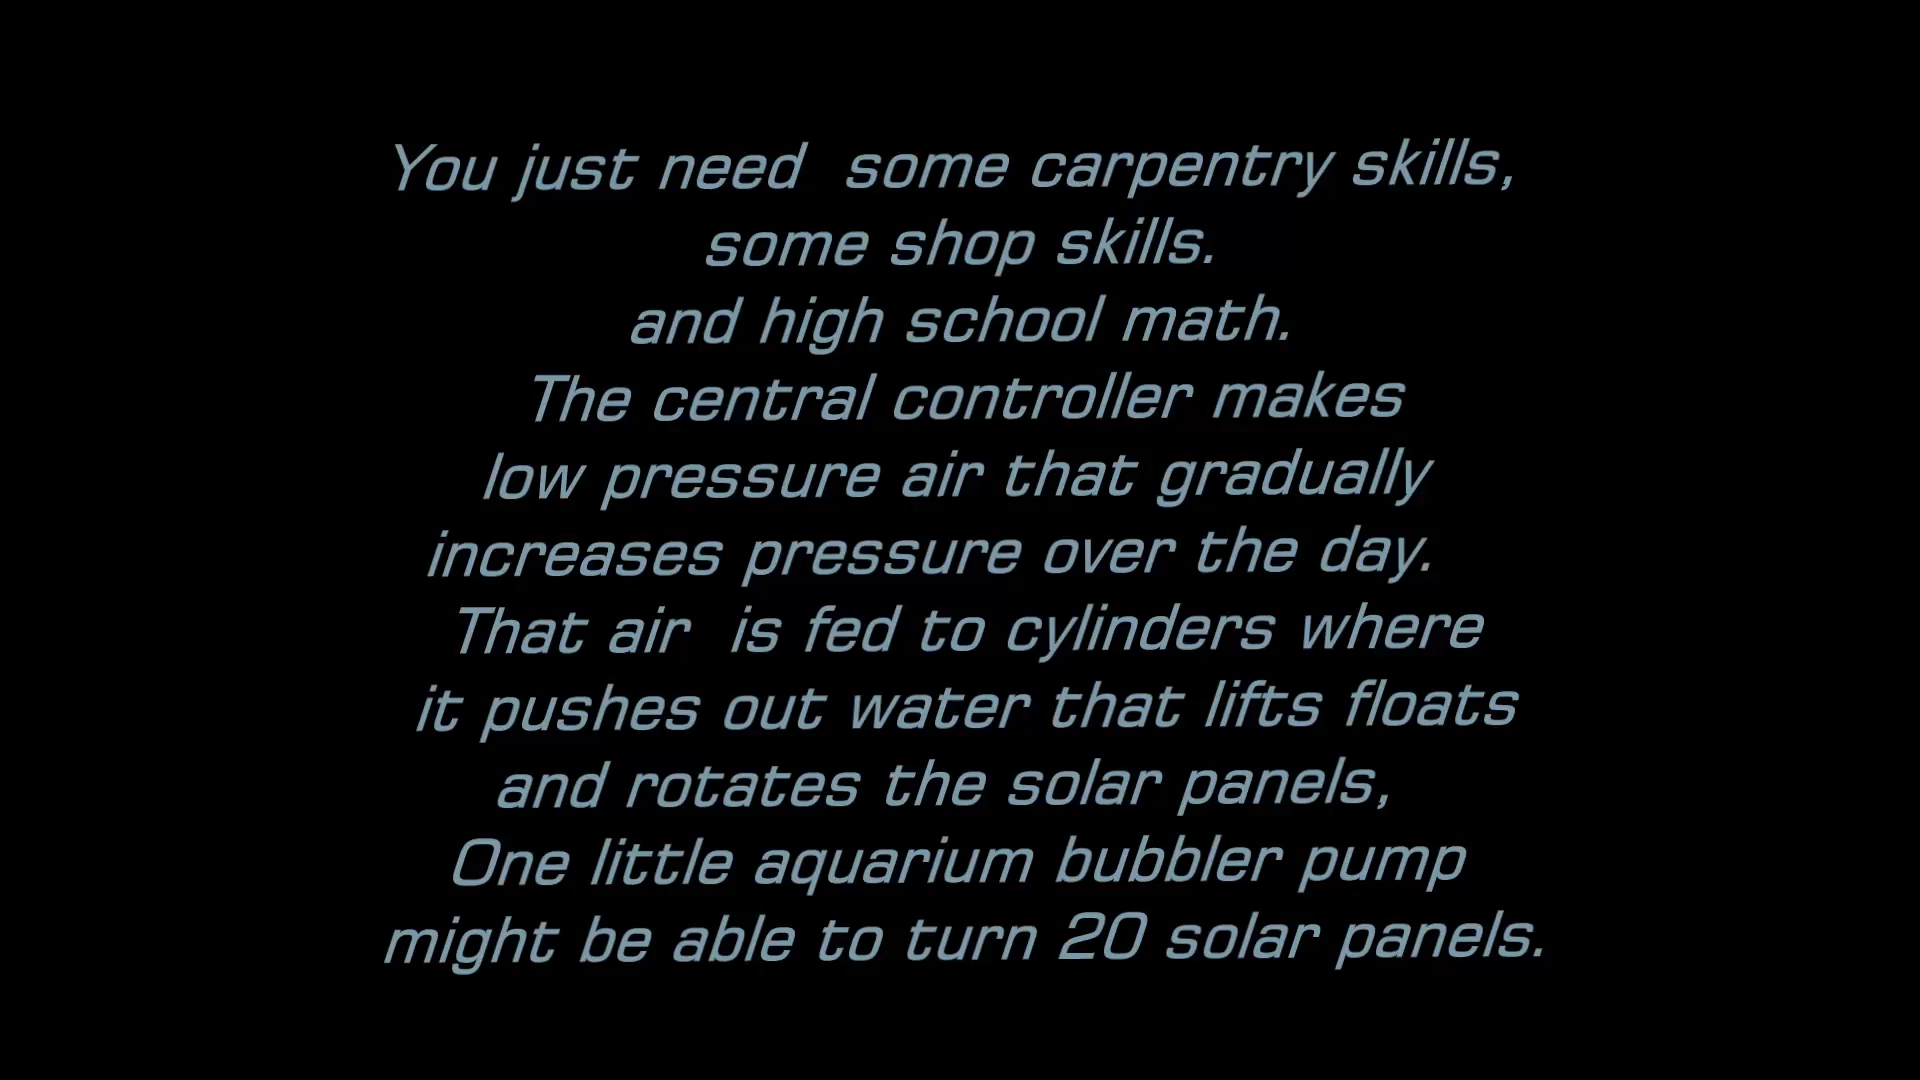 You just need  some carpentry skills,
some shop skills.
and high school math.
The central controller makes
low pressure air that gradually
increases pressure over the day.
That air  is fed to cylinders where
it pushes out water that lifts floats
and rotates the solar panels,
One little aquarium bubbler pump
might be able to turn 20 solar panels.